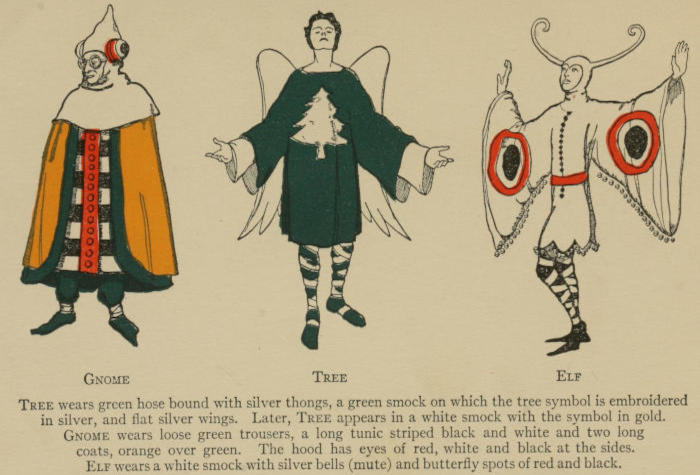 GNOME
TREE
ELF
TREE wears green hose bound with silver thongs, a green smock on which the tree symbol is embroidered
in silver, and flat silver wings. Later, TREE appears in a white smock with the symbol in gold.
GNOME wears loose green trousers, a long tunic striped black and white and two long
coats, orange over green. The hood has eyes of red, white and black at the sides.
ELF wears a white smock with silver bells (mute) and butterfly spots of red and black.